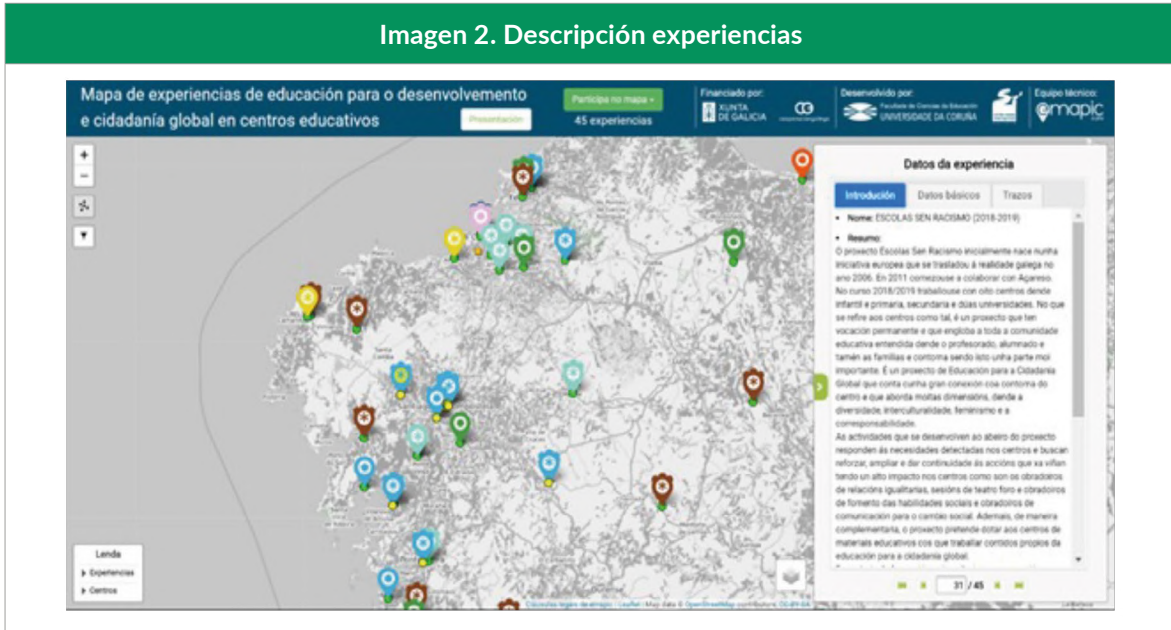 Imagen 2. Descripción experiencias
Mapa de experiencias de educación para o desenvolvemento
e cidadanía global en centros educativos
Presentación
Participa no mapa
45 experiencias
Financiado por:
XUNTA
DE GALICIA
Desenvolvido por:
Facultade de Ciencias da Educación
UNIVERSIDADE DA CORUÑA
Equipo técnico:
emapic
+
−
Datos da experiencia
Introdución
Datos básicos
Trazos
• Nome: ESCOLAS SEN RACISMO (2018-2019)
• Resumo:
O proxecto Escolas Sen Racismo inicialmente nace nunha
iniciativa europea que se trasladou á realidade galega no
ano 2006. En 2011 comezouse a colaborar con Agareso.
No curso 2018/2019 traballouse con oito centros dende
infantil e primaria, secundaria e dúas universidades. No que
se refire aos centros como tal, é un proxecto que ten
vocación permanente e que engloba a toda a comunidade
educativa entendida dende o profesorado, alumnado e
tamén as familias e contorna sendo isto unha parte moi
importante. É un proxecto de Educación para a Cidadanía
Global que conta cunha gran conexión coa contorna do
centro e que aborda moitas dimensións, dende a
diversidade, interculturalidade, feminismo e a
corresponsabilidade.
As actividades que se desenvolven ao abeiro do proxecto
responden ás necesidades detectadas nos centros e buscan
reforzar, ampliar e dar continuidade ás accións que xa viñan
tendo un alto impacto nos centros como son os obradoiros
de relacións igualitarias, sesións de teatro foro e obradoiros
de fomento das habilidades sociais e obradoiros de
comunicación para o cambio social. Ademais, de maneira
complementaria, o proxecto pretende dotar aos centros de
materiais educativos cos que traballar contidos propios da
educación para a cidadanía global.
31 / 45
Lenda
Experiencias
Centros
Cláusulas legais de emapic | Leaflet | Map data © OpenStreetMap contributors, CC-BY-SA